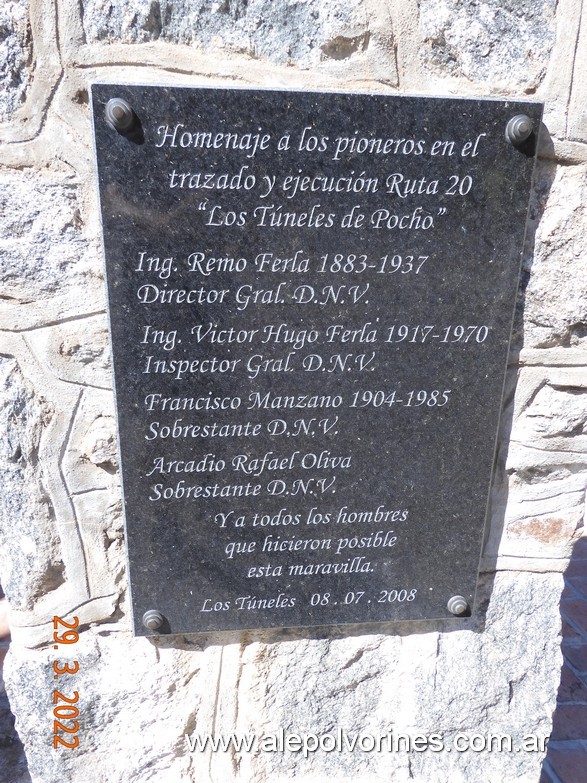 Homenaje a los pioneros en el
trazado y ejecución Ruta 20
"Los Túneles de Pocho"
Ing. Remo Ferla 1883-1937
Director Gral. D.N.V.
Ing. Victor Hugo Ferla 1917-1970
Inspector Gral. D.N.V.
Francisco Manzano 1904-1985
Sobrestante D.N.V.
Arcadio Rafael Oliva
Sobrestante D.N.V.
Y a todos los hombres
que hicieron posible
esta maravilla.
Los Túneles 08.07.2008
29. 3. 2022
www.alepolvorines.com.ar